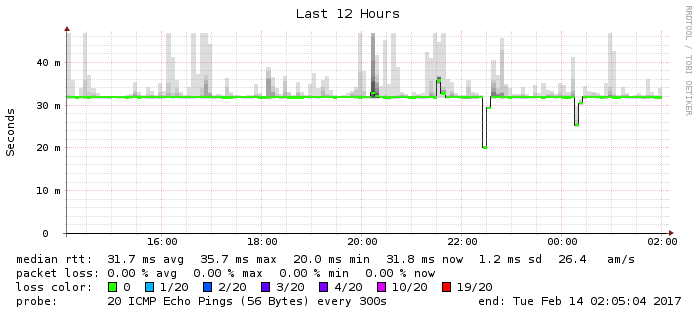 Last 12 Hours
RRDTOOL / TOBI OETIKER
Seconds
40 m
30 m
20 m
10 m
0
16:00 18:00 20:00 22:00 00:00 02:00
median rtt: 31.7 ms avg 35.7 ms max 20.0 ms min 31.8 ms now 1.2 ms sd 26.4 am/s
packet loss: 0.00 % avg 0.00 % max 0.00 % min 0.00 % now
loss color: 0 1/20 2/20 3/20 4/20 10/20 19/20
probe: 20 ICMP Echo Pings (56 Bytes) every 300s end: Tue Feb 14 02:05:04 2017